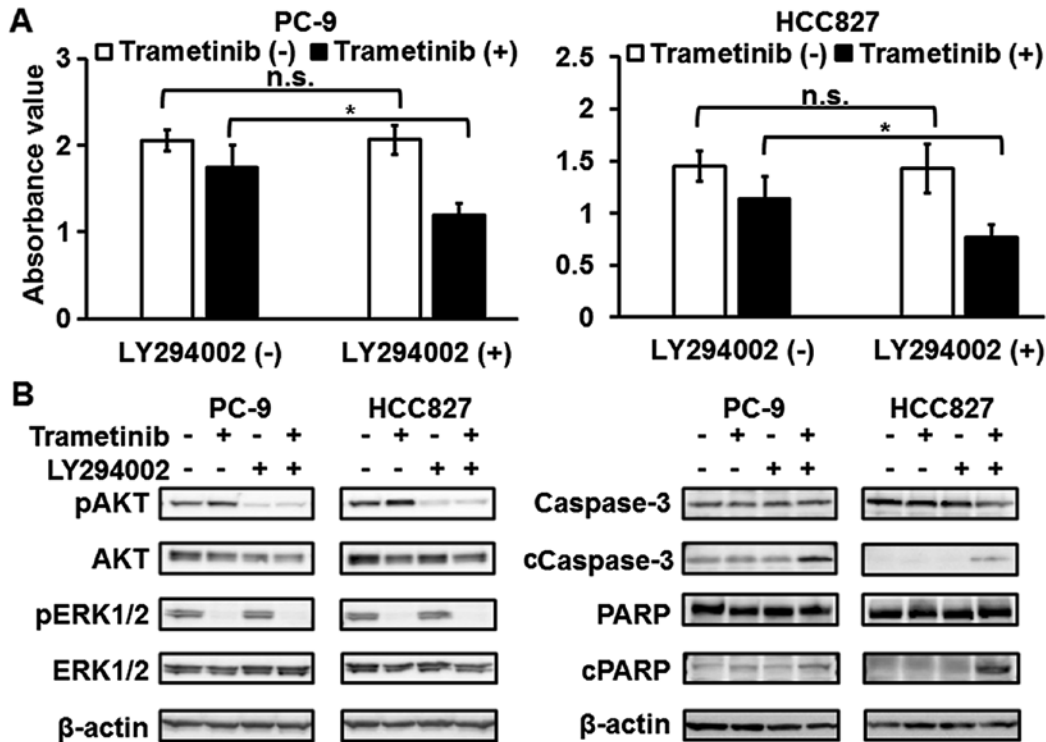 A
PC-9
Trametinib (-) Trametinib (+)
n.s.
*
Absorbance value
3
2
1
0
LY294002 (-) LY294002 (+)
HCC827
Trametinib (-) Trametinib (+)
n.s.
*
2.5
2
1.5
1
0.5
0
LY294002 (-) LY294002 (+)
B
PC-9 HCC827
Trametinib - + - + - + - +
LY294002 - - + + - - + +
pAKT
AKT
pERK1/2
ERK1/2
β-actin
PC-9 HCC827
- + - + - + - +
- - + + - - + +
Caspase-3
cCaspase-3
PARP
cPARP
β-actin